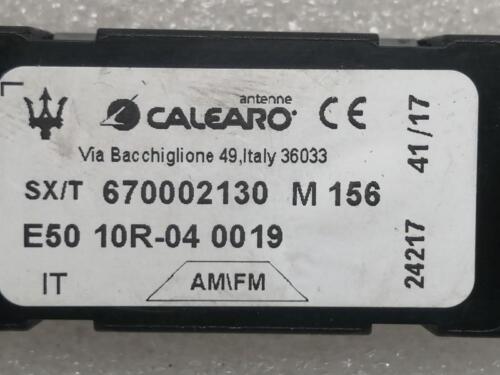 antenne
CALEARO CE
Via Bacchiglione 49,Italy 36033
SX/T 670002130 M 156
E50 10R-04 0019
IT AM\FM
24217 41/17